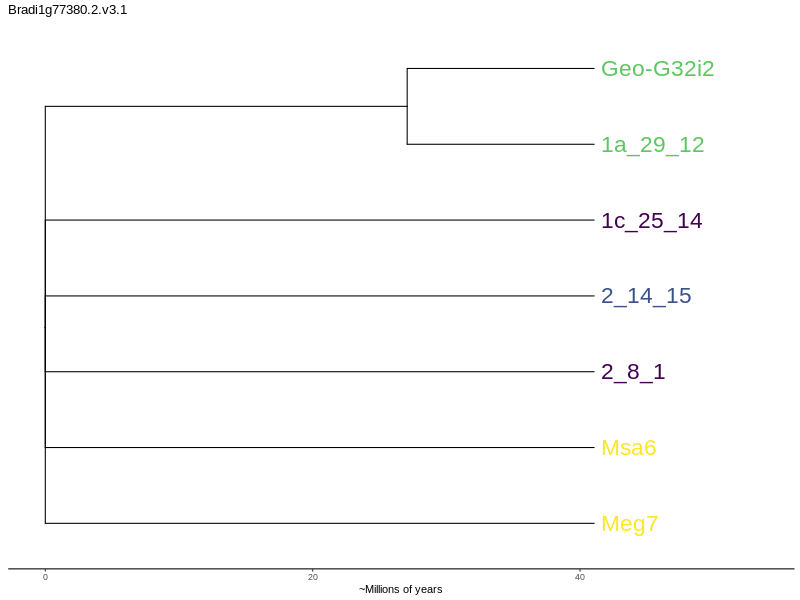 Bradi1g77380.2.v3.1
Geo-G32i2
1a_29_12
1c_25_14
2_14_15
2_8_1
Msa6
Meg7
0 20 40
~Millions of years